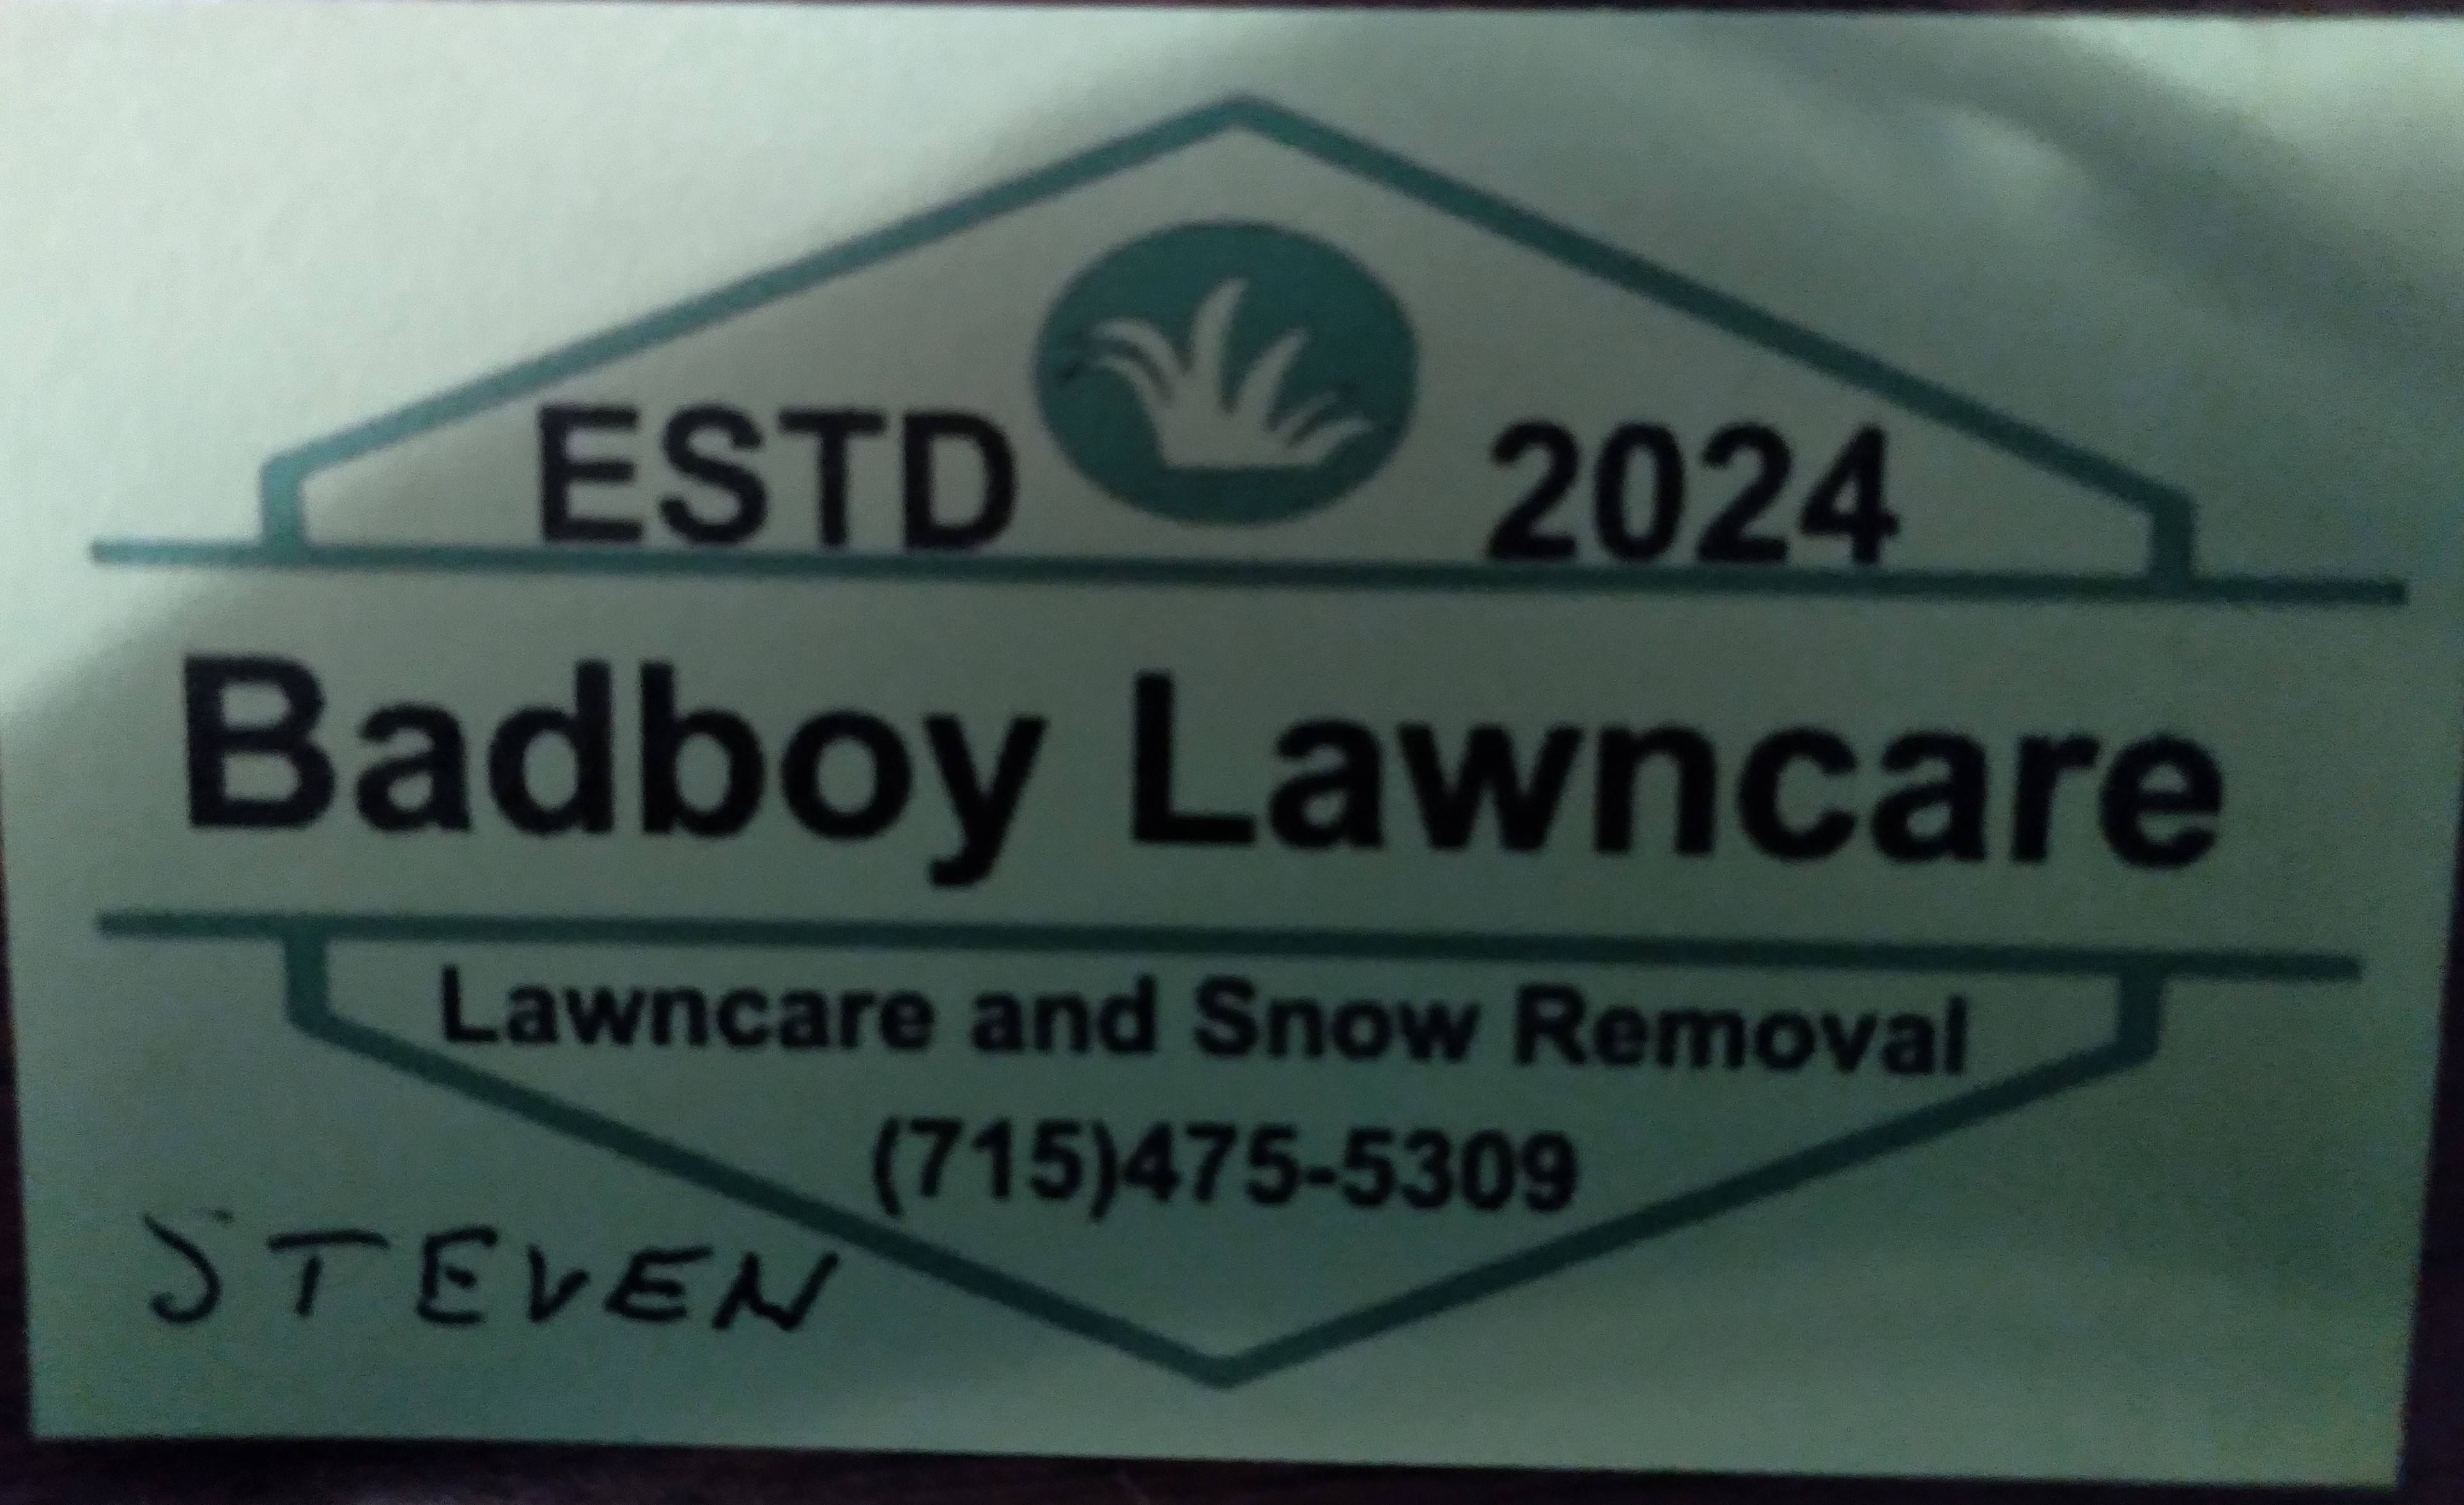 ESTD 2024
Badboy Lawncare
Lawncare and Snow Removal
(715)475-5309
STEVEN